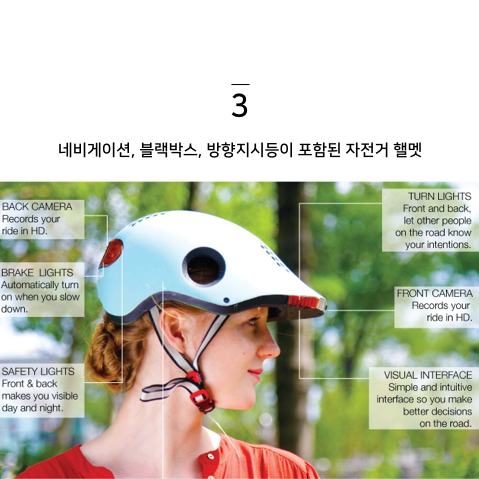 3
네비게이션, 블랙박스, 방향지시등이 포함된 자전거 핼멧
BACK CAMERA
Records your
ride in HD.
BRAKE LIGHTS
Automatically turn
on when you slow
down.
SAFETY LIGHTS
Front & back
makes you visible
day and night.
TURN LIGHTS
Front and back,
let other people
on the road know
your intentions.
FRONT CAMERA
Records your
ride in HD.
VISUAL INTERFACE
Simple and intuitive
interface so you make
better decisions
on the road.